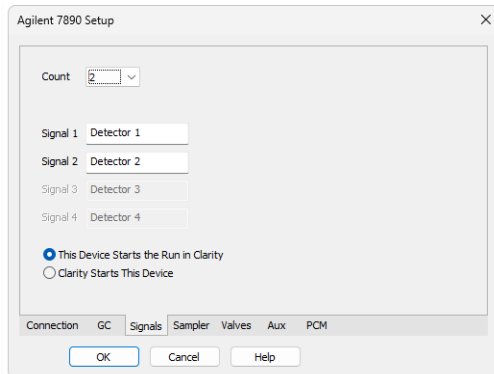 Agilent 7890 Setup
Count 2
Signal 1 Detector 1
Signal 2 Detector 2
Signal 3 Detector 3
Signal 4 Detector 4
This Device Starts the Run in Clarity
Clarity Starts This Device
Connection GC Signals Sampler Valves Aux PCM
OK Cancel Help